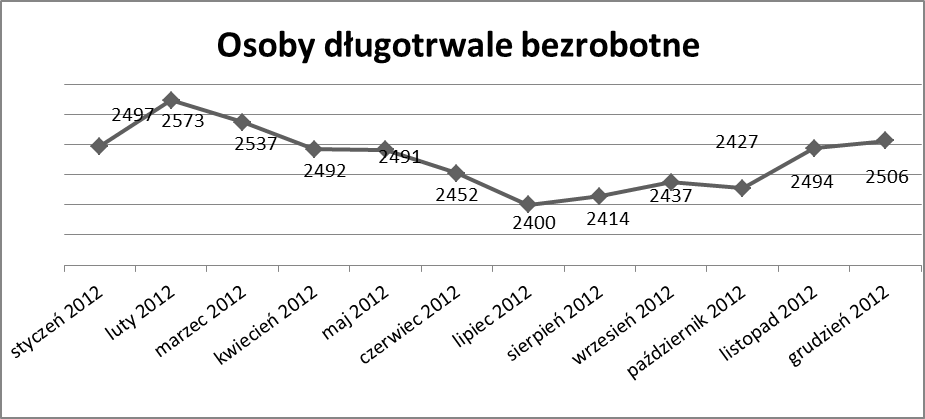 Osoby długotrwale bezrobotne
2497
2573
2537
2492
2491
2452
2400
2414
2437
2427
2494
2506
styczeń 2012
luty 2012
marzec 2012
kwiecień 2012
maj 2012
czerwiec 2012
lipiec 2012
sierpień 2012
wrzesień 2012
październik 2012
listopad 2012
grudzień 2012